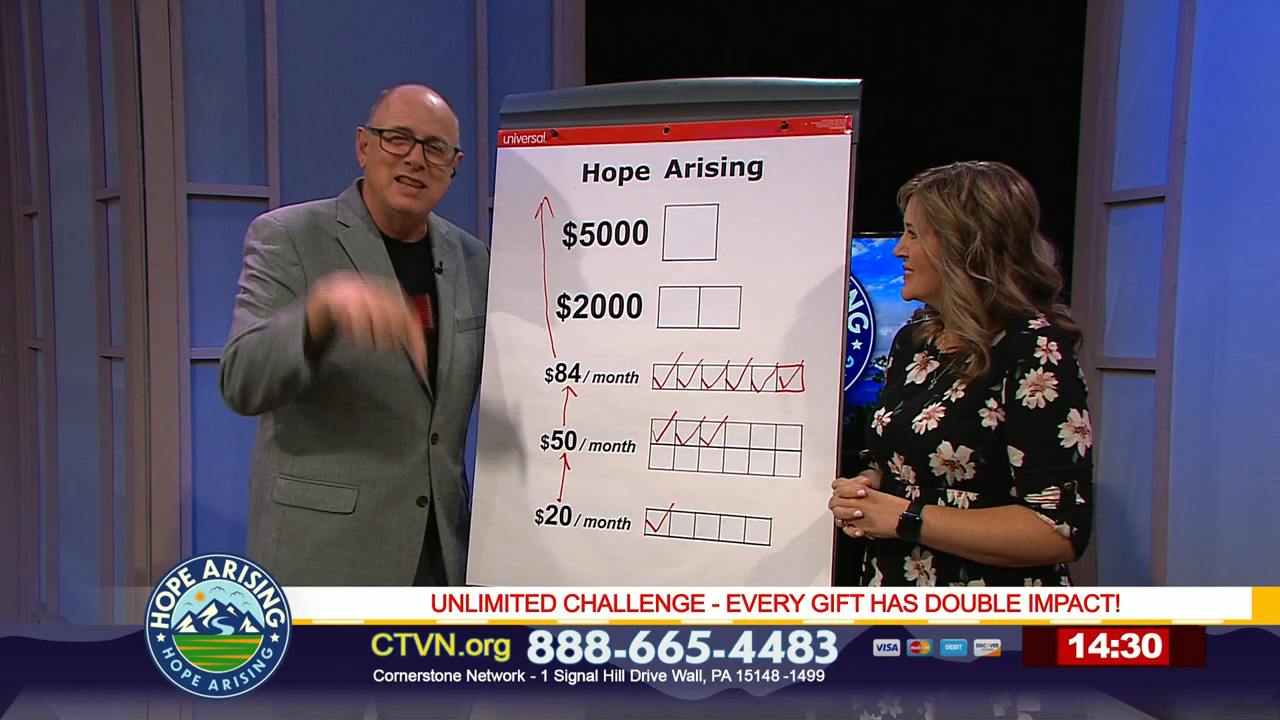 universal
Hope Arising
$5000
$2000
$84 / month
$50 / month
$20 / month
NG
HOPE ARISING
HOPE ARISING
UNLIMITED CHALLENGE - EVERY GIFT HAS DOUBLE IMPACT!
CTVN.org 888-665-4483
VISA MasterCard DEBIT DISCOVER
14:30
Cornerstone Network - 1 Signal Hill Drive Wall, PA 15148 -1499